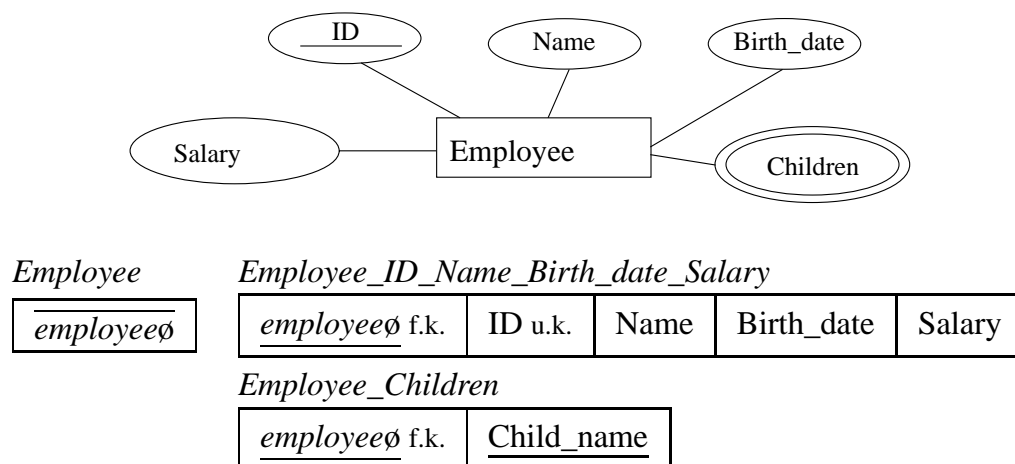 ID
Name
Birth_date
Salary
Employee
Children
Employee Employee_ID_Name_Birth_date_Salary
employeeø employeeø f.k. ID u.k. Name Birth_date Salary
Employee_Children
employeeø f.k. Child_name